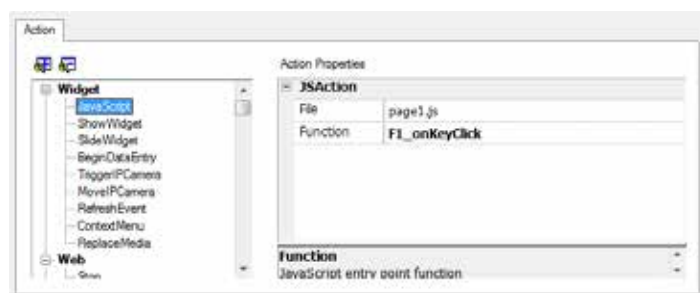 Action
Action Properties
Widget
JavaScript
ShowWidget
SlideWidget
BeginDataEntry
TriggerIPCamera
MoveIPCamera
RefreshEvent
ContextMenu
ReplaceMedia
Web
Stop
JSAction
File page1.js
Function F1_onKeyClick
Function
JavaScript entry point function